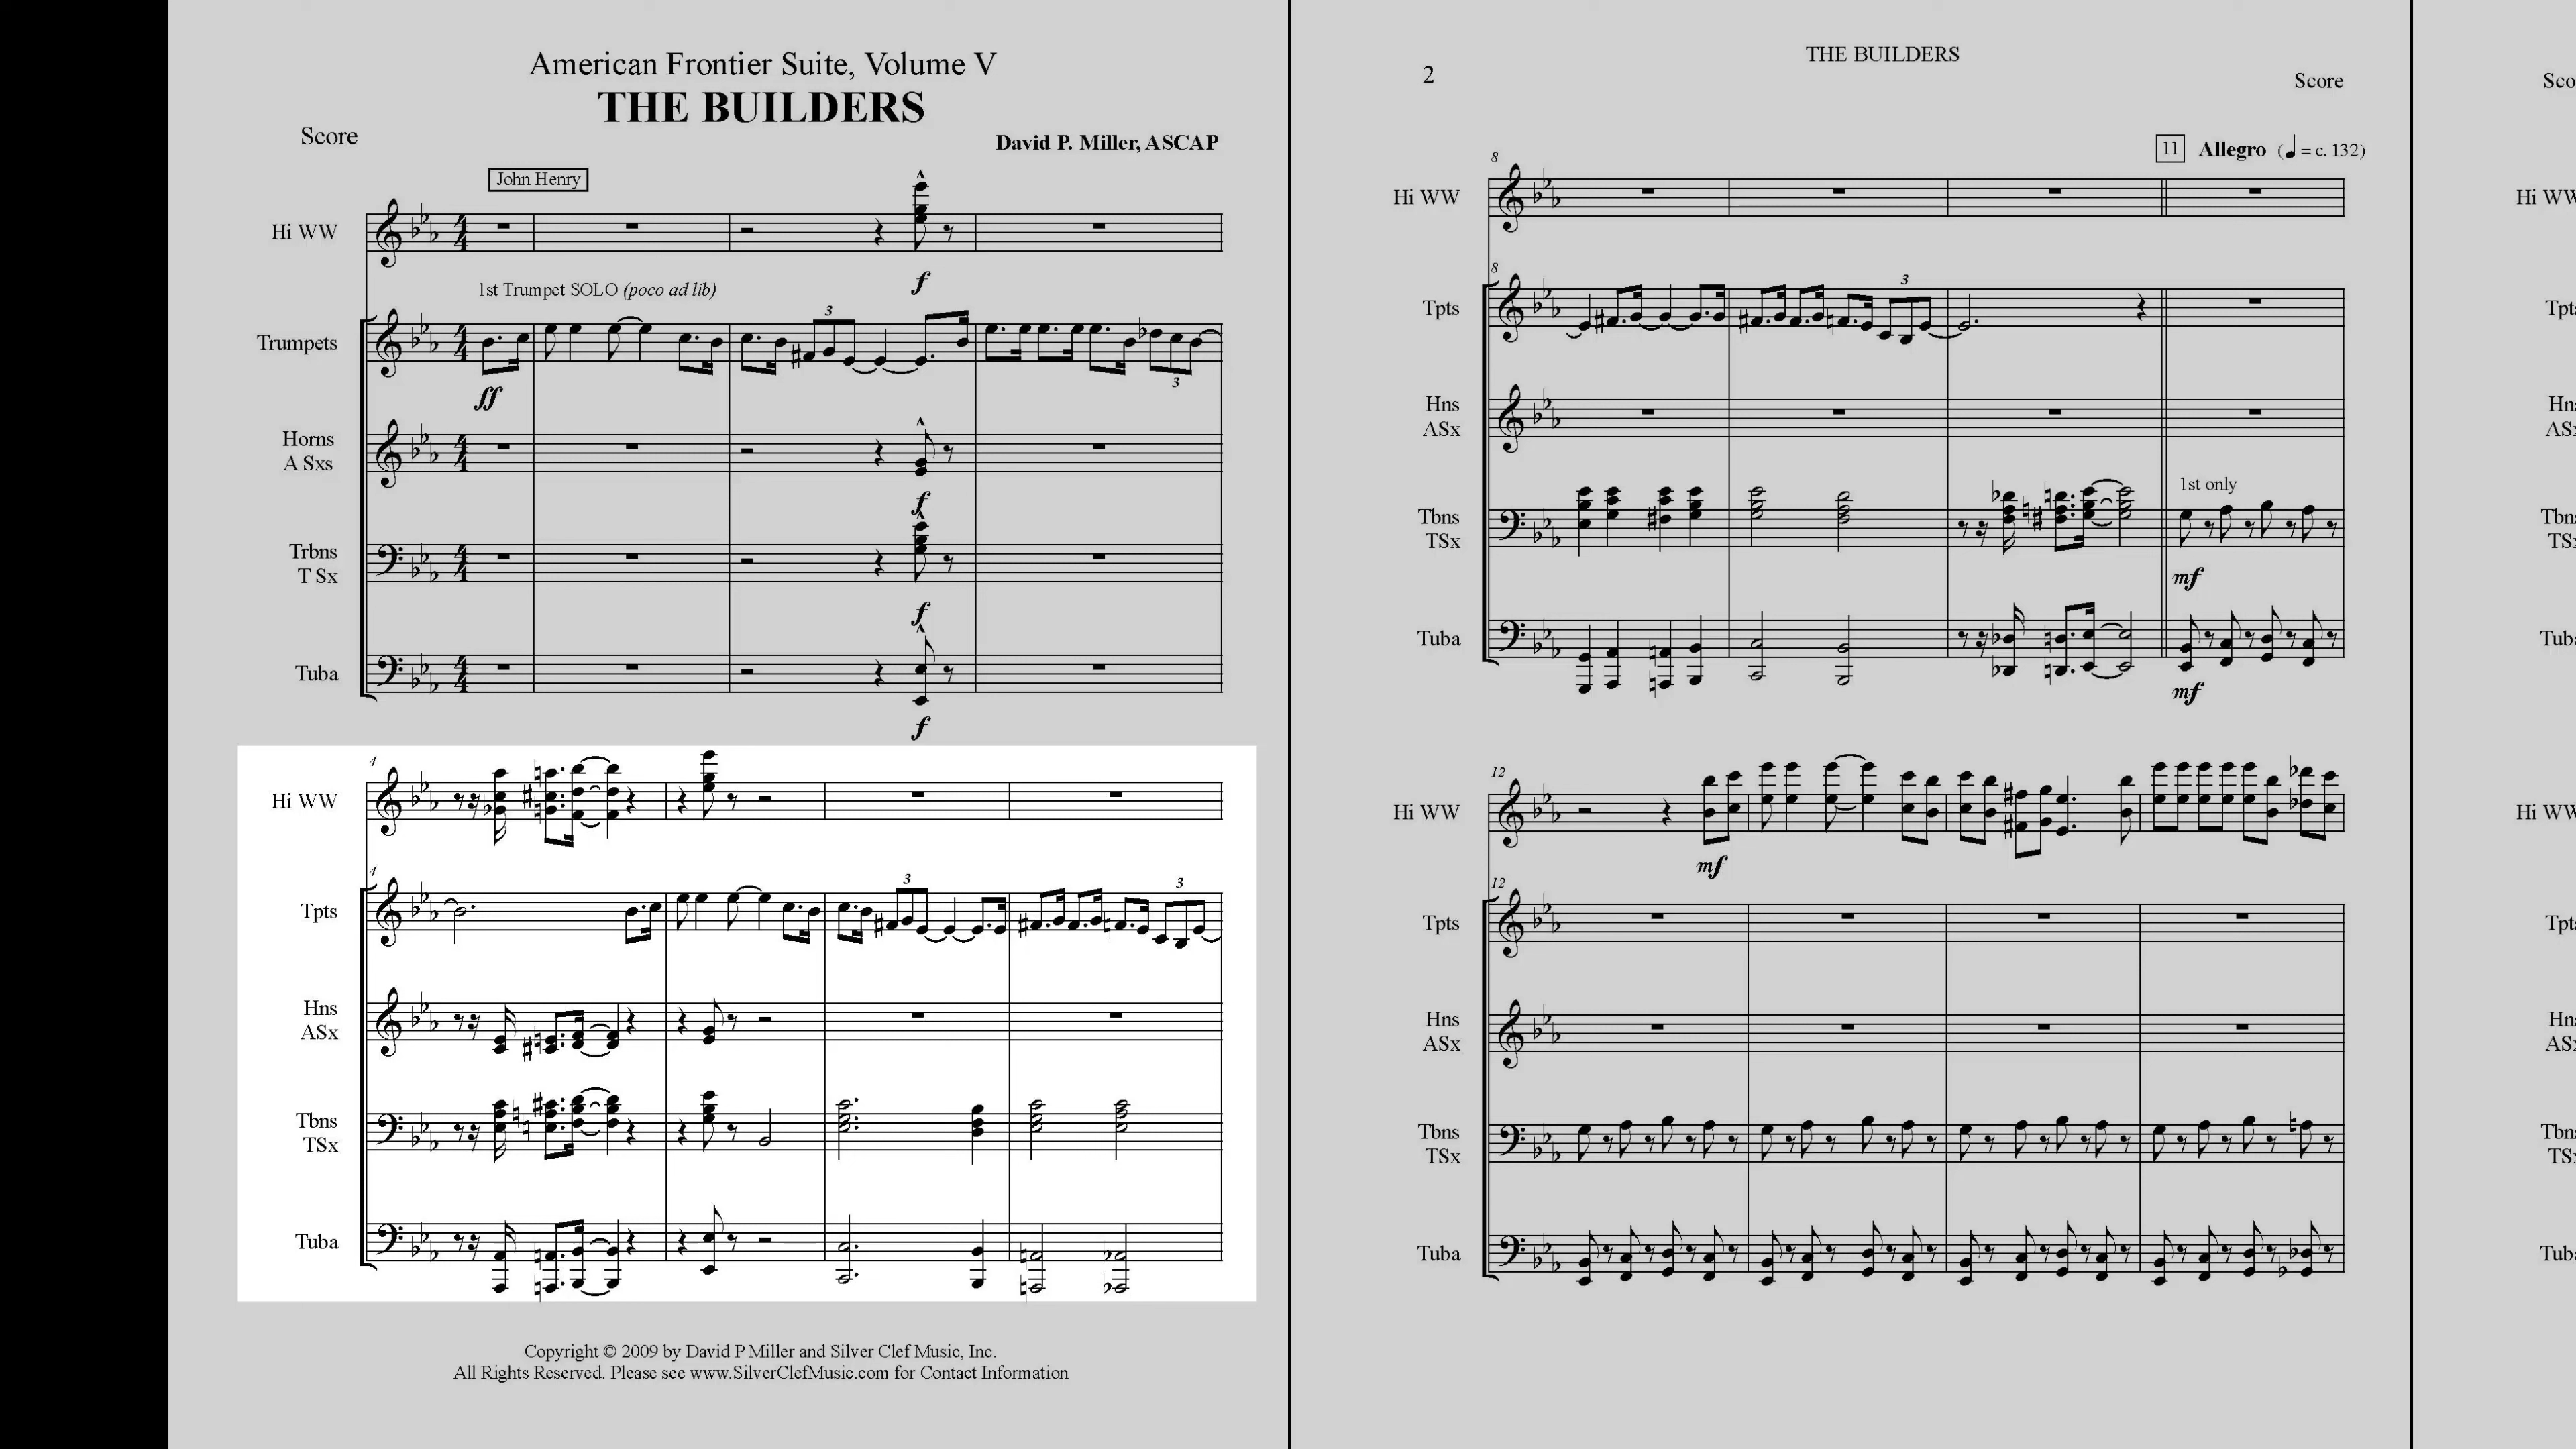 American Frontier Suite, Volume V
THE BUILDERS
Score
David P. Miller, ASCAP
John Henry
Hi WW
f
1st Trumpet SOLO (poco ad lib)
3
Trumpets
ff
3
Horns
A Sxs
f
Trbns
T Sx
f
Tuba
f
4
Hi WW
4
3
3
Tpts
Hns
ASx
Tbns
TSx
Tuba
Copyright © 2009 by David P Miller and Silver Clef Music, Inc.
All Rights Reserved. Please see www.SilverClefMusic.com for Contact Information
THE BUILDERS
2
Score
11 Allegro (♩ = c. 132)
8
Hi WW
8
3
Tpts
Hns
ASx
1st only
Tbns
TSx
mf
Tuba
mf
12
Hi WW
mf
12
Tpts
Hns
ASx
Tbns
TSx
Tuba
Hi